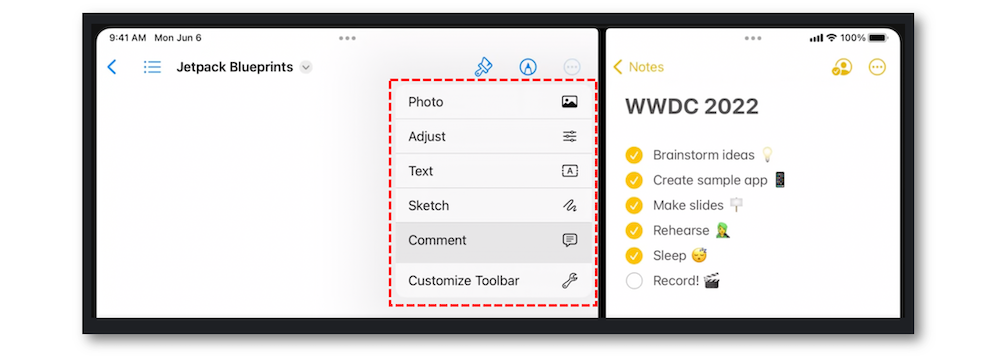 9:41 AM Mon Jun 6
100%
Jetpack Blueprints
Photo
Adjust
Text
Sketch
Comment
Customize Toolbar
Notes
WWDC 2022
Brainstorm ideas 💡
Create sample app 📱
Make slides 🪧
Rehearse 🧝‍♀️
Sleep 😴
Record! 🎬